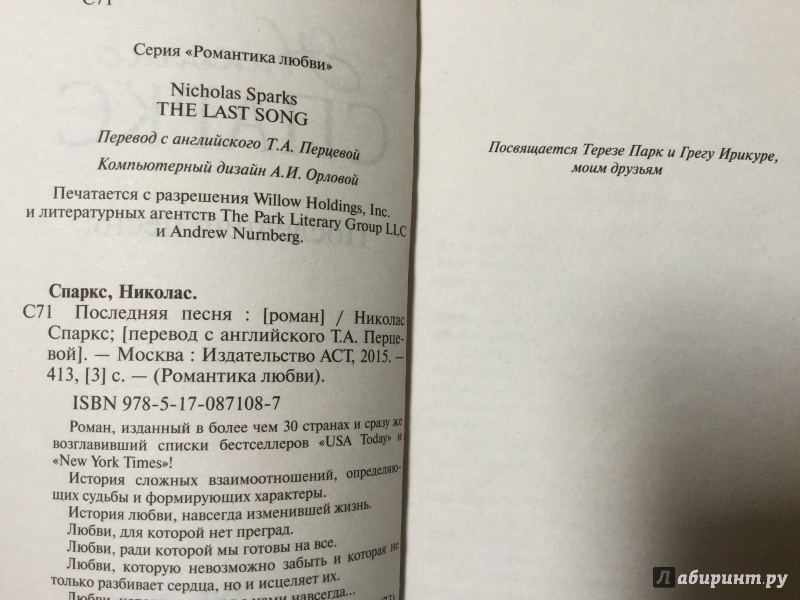 С71
Серия «Романтика любви»
Nicholas Sparks
THE LAST SONG
Перевод с английского Т.А. Перцевой
Компьютерный дизайн А.И. Орловой
Печатается с разрешения Willow Holdings, Inc.
и литературных агентств The Park Literary Group LLC
и Andrew Nurnberg.
Спаркс, Николас.
С71 Последняя песня : [роман] / Николас
Спаркс; [перевод с английского Т.А. Перце-
вой]. — Москва : Издательство АСТ, 2015. –
413, [3] с. — (Романтика любви).
ISBN 978-5-17-087108-7
Роман, изданный в более чем 30 странах и сразу же
возглавивший списки бестселлеров «USA Today» и
«New York Times»!
История сложных взаимоотношений, определяю-
щих судьбы и формирующих характеры.
История любви, навсегда изменившей жизнь.
Любви, для которой нет преград.
Любви, ради которой мы готовы на все.
Любви, которую невозможно забыть и которая не
только разбивает сердца, но и исцеляет их.
Любви, нами навсегда...
Посвящается Терезе Парк и Грегу Ирикуре,
моим друзьям
Лабиринт.ру